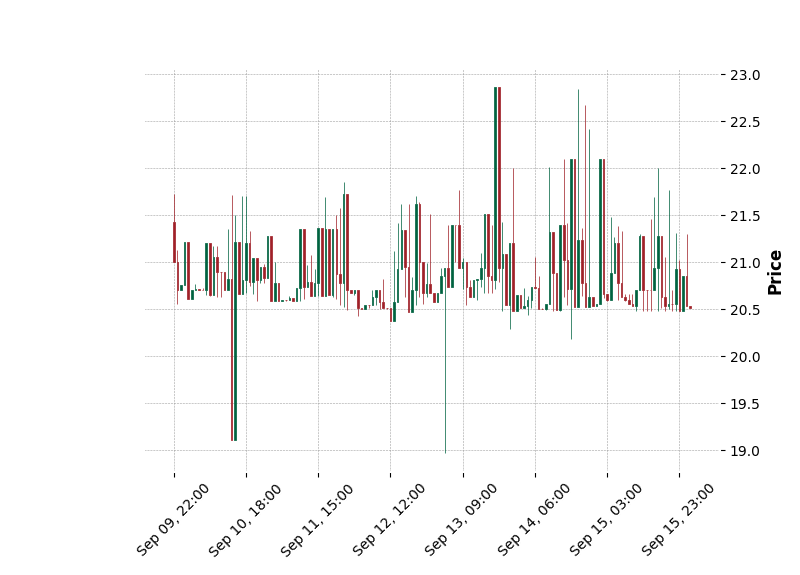 23.0
22.5
22.0
21.5
21.0
20.5
20.0
19.5
19.0
Price
Sep 09, 22:00
Sep 10, 18:00
Sep 11, 15:00
Sep 12, 12:00
Sep 13, 09:00
Sep 14, 06:00
Sep 15, 03:00
Sep 15, 23:00